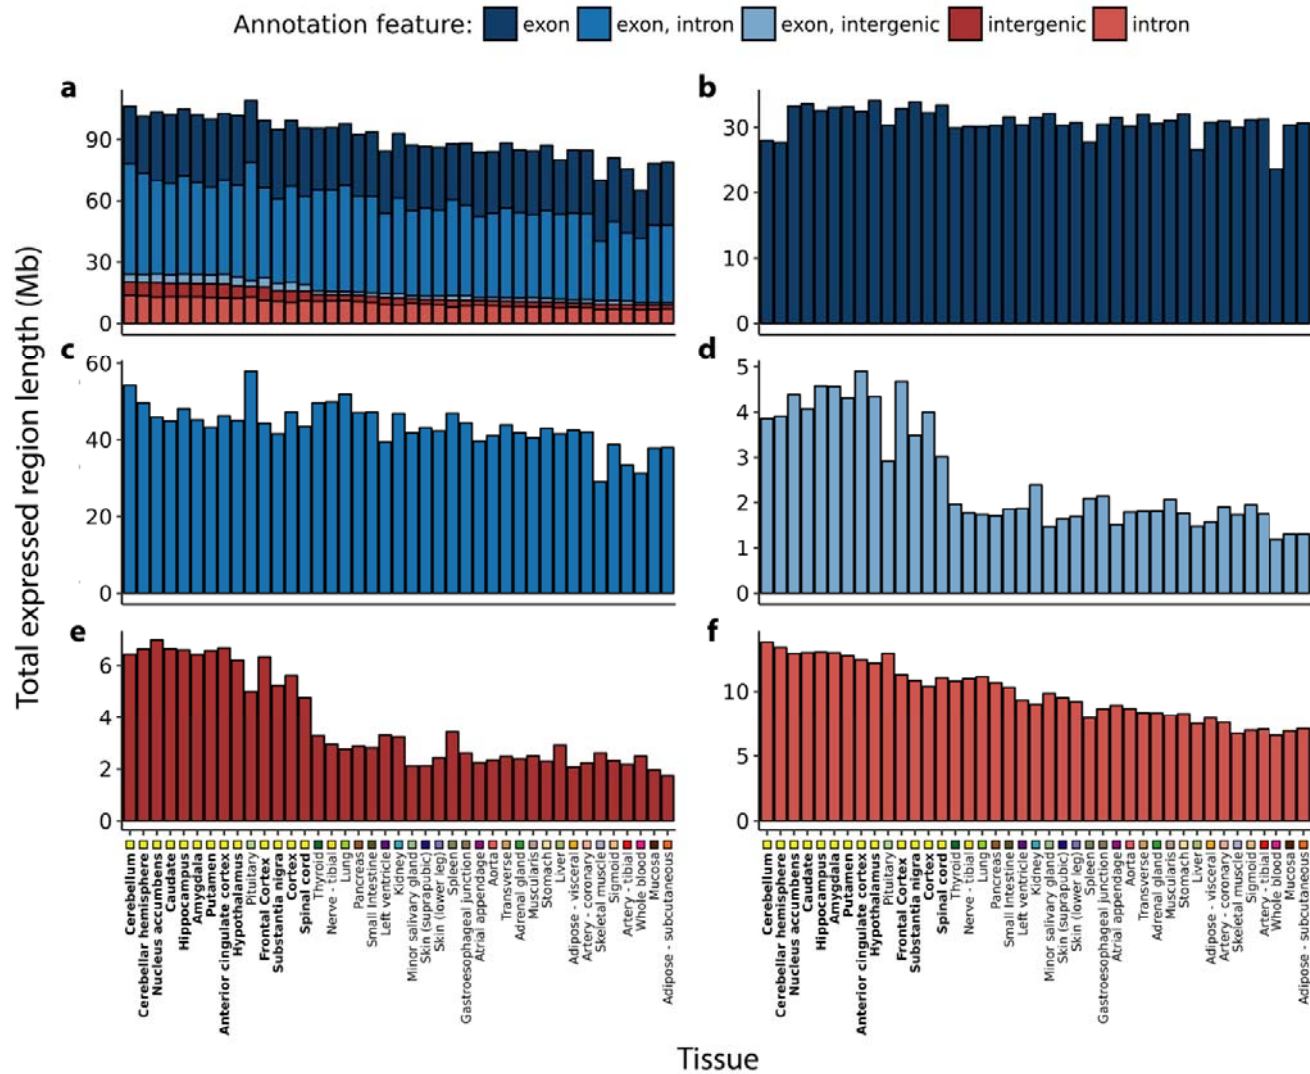 Annotation feature: exon exon, intron exon, intergenic intergenic intron
a
90
60
30
0
b
30
20
10
0
c
60
40
20
0
d
5
4
3
2
1
0
e
6
4
2
0
f
10
5
0
Total expressed region length (Mb)
Cerebellum
Cerebellar hemisphere
Nucleus accumbens
Caudate
Hippocampus
Amygdala
Putamen
Anterior cingulate cortex
Hypothalamus
Pituitary
Frontal Cortex
Substantia nigra
Cortex
Spinal cord
Thyroid
Nerve - tibial
Lung
Pancreas
Small Intestine
Left ventricle
Kidney
Minor salivary gland
Skin (suprapubic)
Skin (lower leg)
Spleen
Gastroesophageal junction
Atrial appendage
Aorta
Transverse
Adrenal gland
Muscularis
Stomach
Liver
Adipose - visceral
Artery - coronary
Skeletal muscle
Sigmoid
Artery - tibial
Whole blood
Mucosa
Adipose - subcutaneous
Cerebellum
Cerebellar hemisphere
Nucleus accumbens
Caudate
Hippocampus
Amygdala
Putamen
Anterior cingulate cortex
Hypothalamus
Pituitary
Frontal Cortex
Substantia nigra
Cortex
Spinal cord
Thyroid
Nerve - tibial
Lung
Pancreas
Small Intestine
Left ventricle
Kidney
Minor salivary gland
Skin (suprapubic)
Skin (lower leg)
Spleen
Gastroesophageal junction
Atrial appendage
Aorta
Transverse
Adrenal gland
Muscularis
Stomach
Liver
Adipose - visceral
Artery - coronary
Skeletal muscle
Sigmoid
Artery - tibial
Whole blood
Mucosa
Adipose - subcutaneous
Tissue